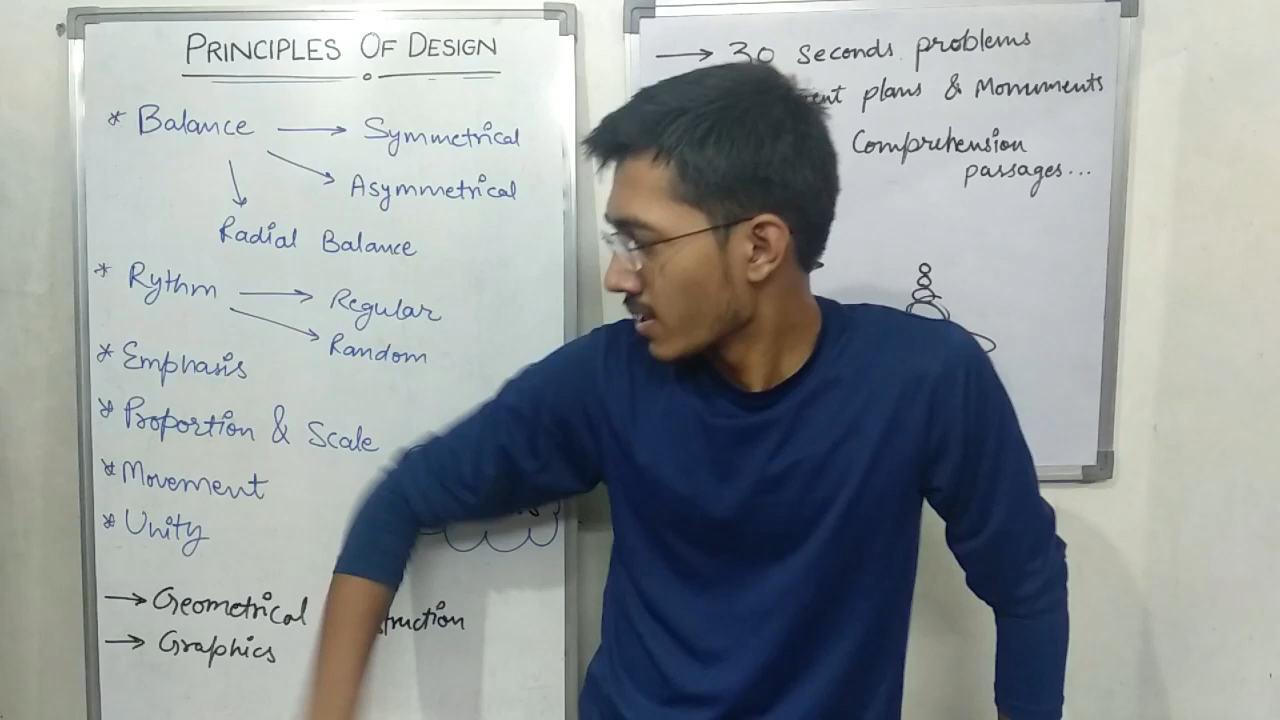 PRINCIPLES OF DESIGN
* Balance → Symmetrical
→ Asymmetrical
Radial Balance
* Rythm → Regular
→ Random
* Emphasis
* Proportion & Scale
* Movement
* Unity
→ Geometrical
→ Graphics
→ 30 seconds problems
plans & Monuments
Comprehension
passages...